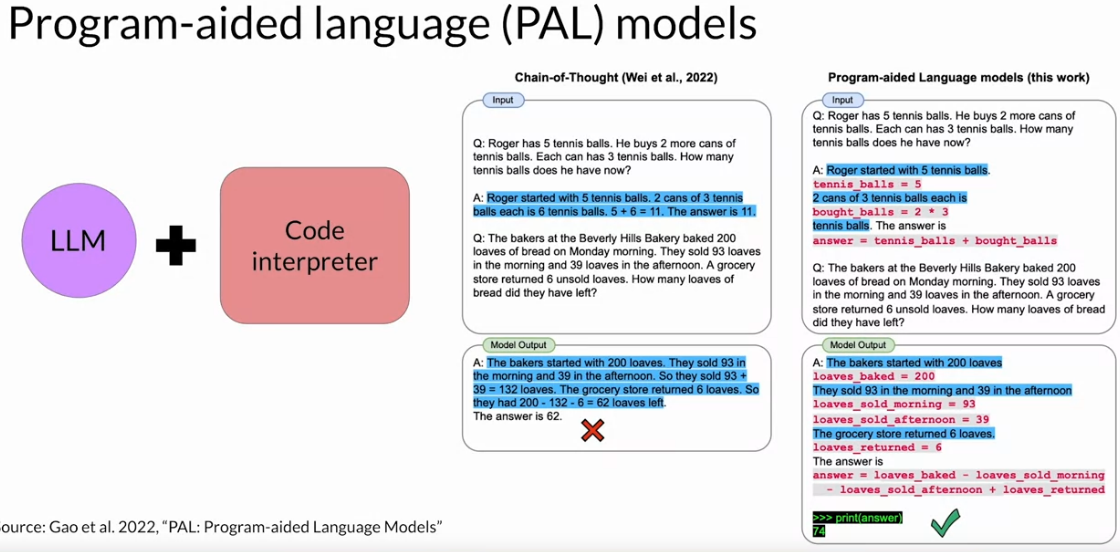 Program-aided language (PAL) models
LLM
Code
interpreter
Chain-of-Thought (Wei et al., 2022)
Input
Q: Roger has 5 tennis balls. He buys 2 more cans of
tennis balls. Each can has 3 tennis balls. How many
tennis balls does he have now?
A: Roger started with 5 tennis balls. 2 cans of 3 tennis
balls each is 6 tennis balls. 5 + 6 = 11. The answer is 11.
Q: The bakers at the Beverly Hills Bakery baked 200
loaves of bread on Monday morning. They sold 93 loaves
in the morning and 39 loaves in the afternoon. A grocery
store returned 6 unsold loaves. How many loaves of
bread did they have left?
Model Output
A: The bakers started with 200 loaves. They sold 93 in
the morning and 39 in the afternoon. So they sold 93 +
39 = 132 loaves. The grocery store returned 6 loaves. So
they had 200 - 132 - 6 = 62 loaves left.
The answer is 62.
Program-aided Language models (this work)
Input
Q: Roger has 5 tennis balls. He buys 2 more cans of
tennis balls. Each can has 3 tennis balls. How many
tennis balls does he have now?
A: Roger started with 5 tennis balls.
tennis_balls = 5
2 cans of 3 tennis balls each is
bought_balls = 2 * 3
tennis balls. The answer is
answer = tennis_balls + bought_balls
Q: The bakers at the Beverly Hills Bakery baked 200
loaves of bread on Monday morning. They sold 93 loaves
in the morning and 39 loaves in the afternoon. A grocery
store returned 6 unsold loaves. How many loaves of bread
did they have left?
Model Output
A: The bakers started with 200 loaves
loaves_baked = 200
They sold 93 in the morning and 39 in the afternoon
loaves_sold_morning = 93
loaves_sold_afternoon = 39
The grocery store returned 6 loaves.
loaves_returned = 6
The answer is
answer = loaves_baked - loaves_sold_morning
- loaves_sold_afternoon + loaves_returned
>>> print(answer)
74
ource: Gao et al. 2022, “PAL: Program-aided Language Models”